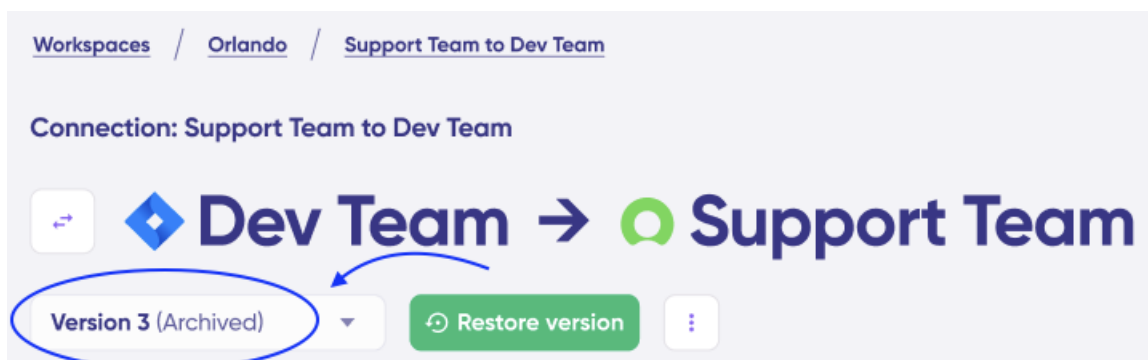 Workspaces / Orlando / Support Team to Dev Team
Connection: Support Team to Dev Team
Dev Team → Support Team
Version 3 (Archived) Restore version